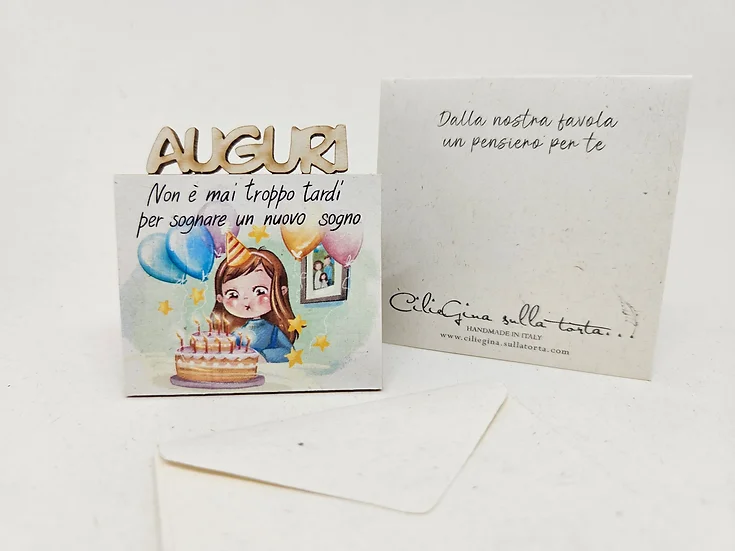 AUGURI
Non è mai troppo tardi
per sognare un nuovo sogno
Dalla nostra favola
un pensiero per te
CilieGina sulla torta...
HANDMADE IN ITALY
www.ciliegina.sullatorta.com